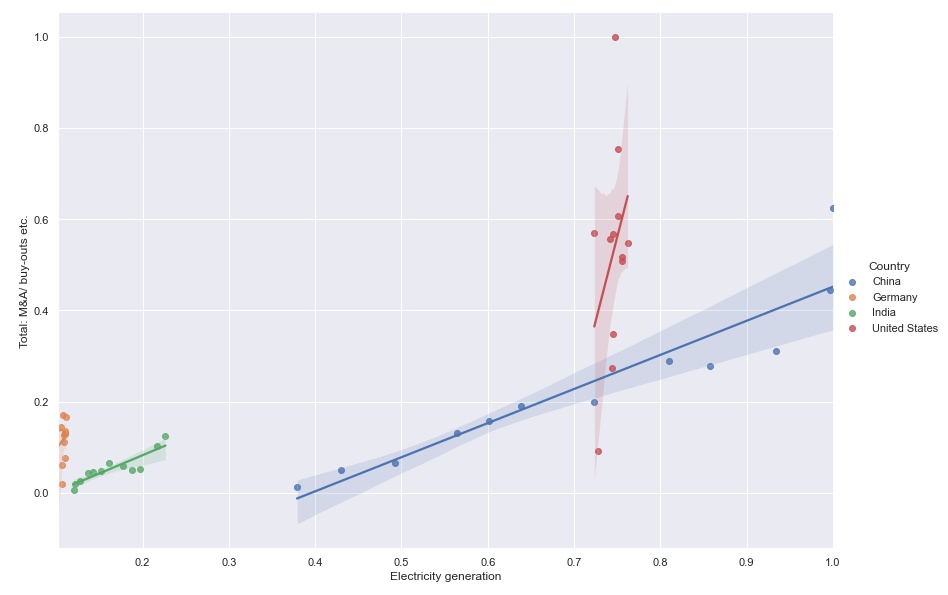 1.0
0.8
0.6
0.4
0.2
0.0
Total: M&A/ buy-outs etc.
0.2 0.3 0.4 0.5 0.6 0.7 0.8 0.9 1.0
Electricity generation
Country
China
Germany
India
United States